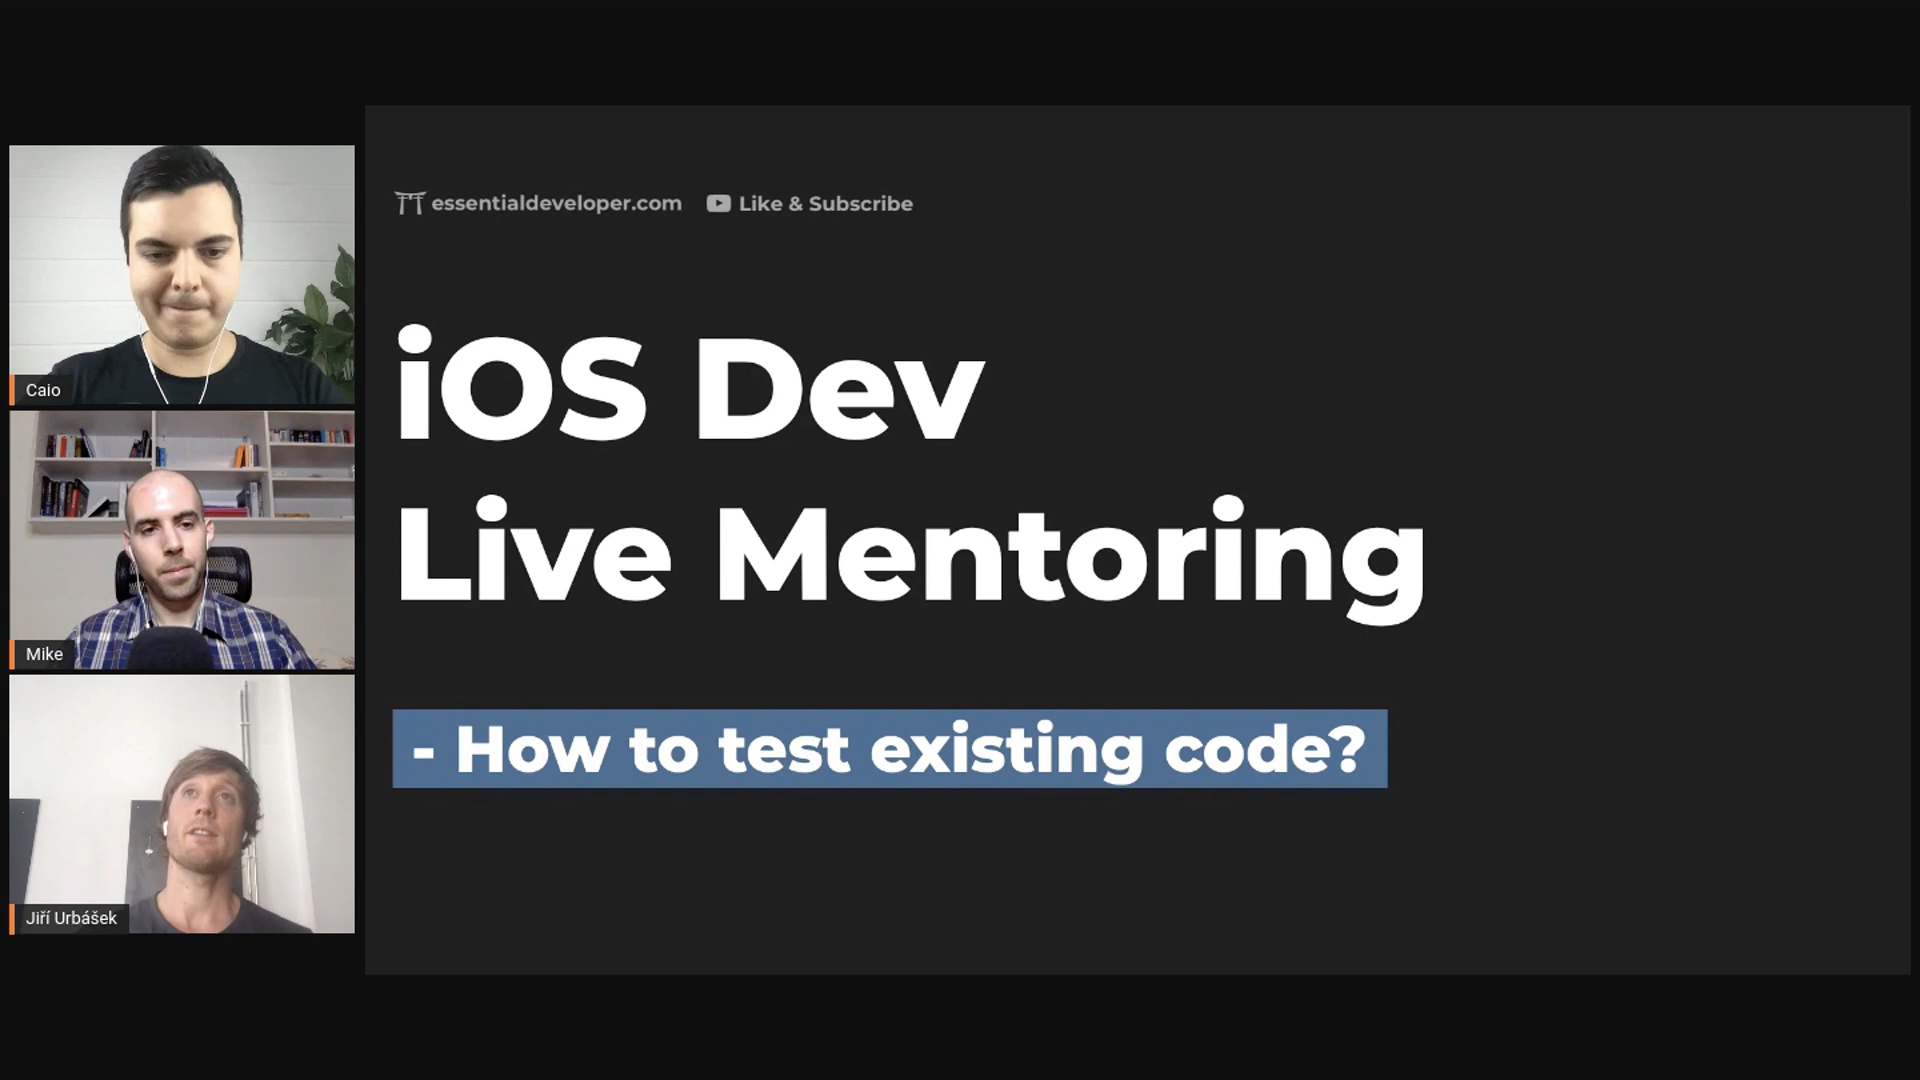 essentialdeveloper.com Like & Subscribe
iOS Dev
Live Mentoring
- How to test existing code?
Caio
Mike
Jiří Urbášek